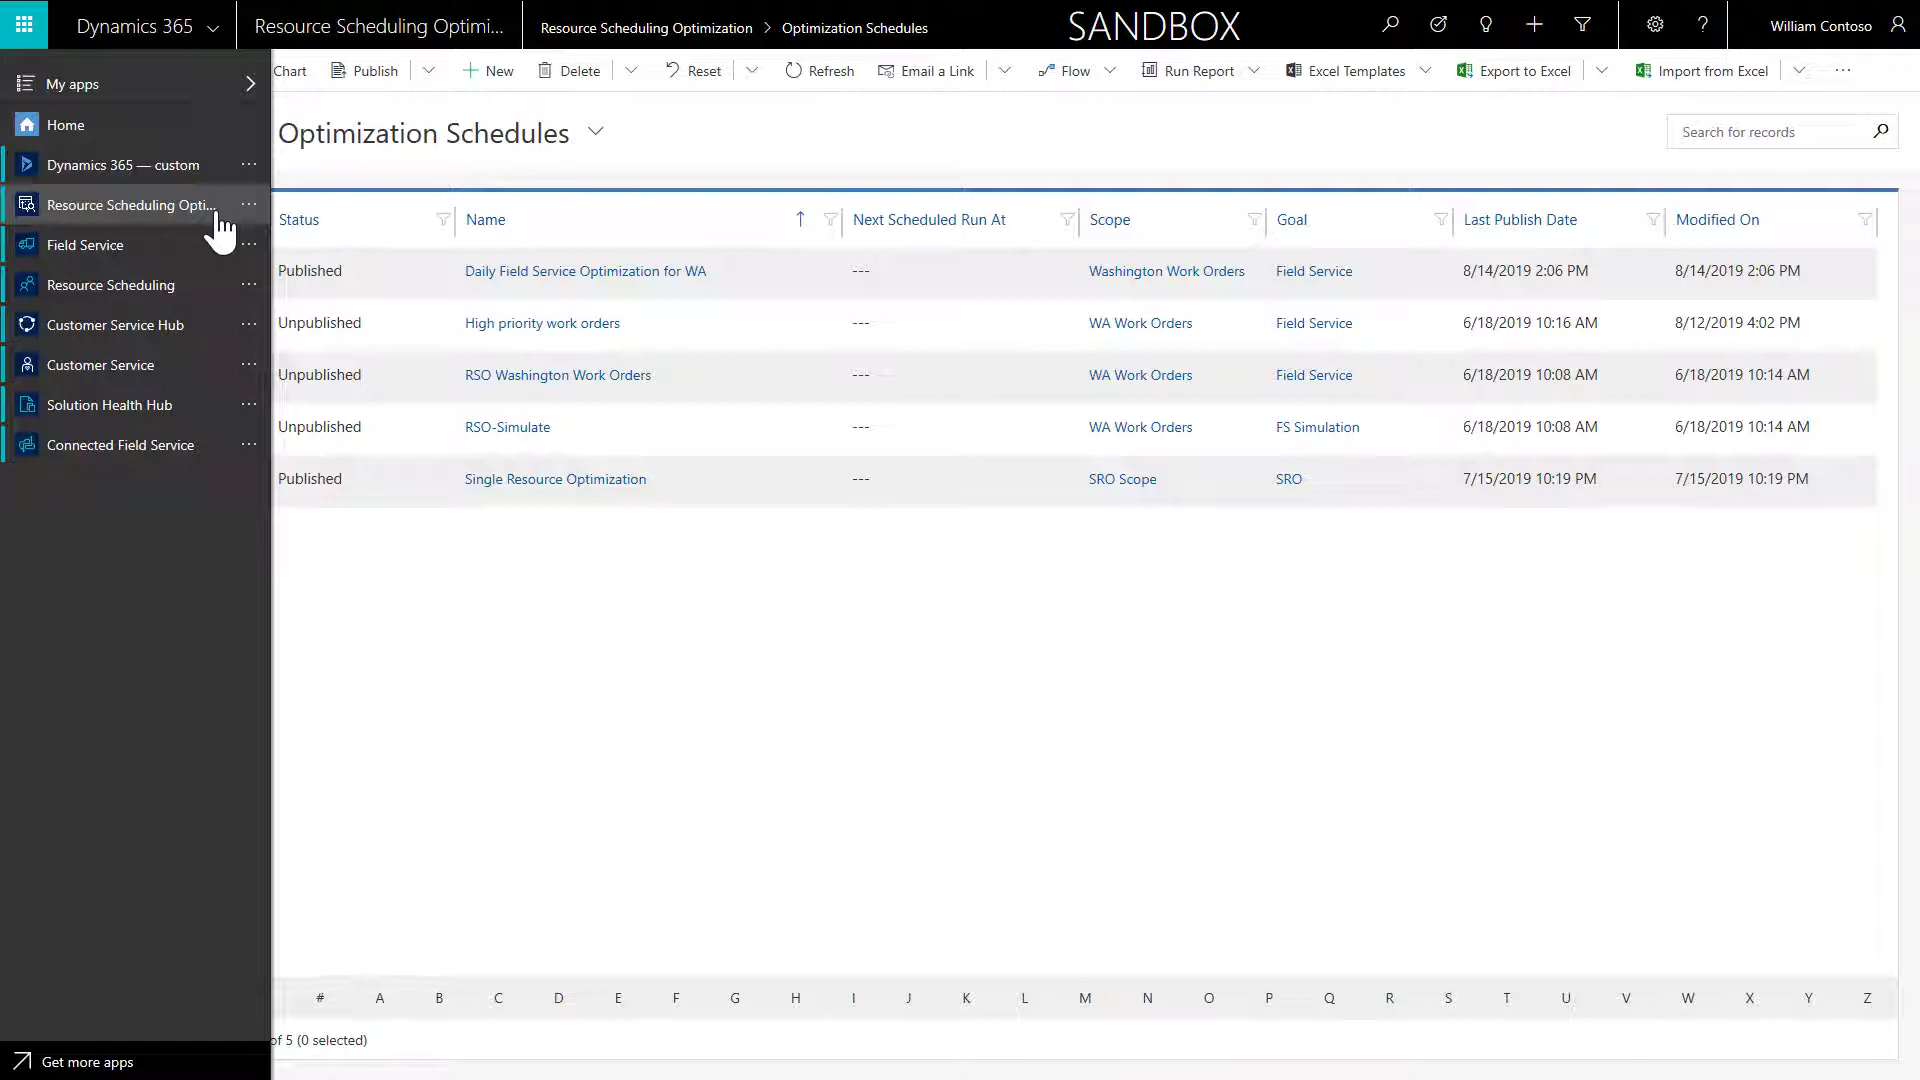 Dynamics 365
Resource Scheduling Optimi...
Resource Scheduling Optimization > Optimization Schedules
SANDBOX
?
William Contoso
My apps
Home
Dynamics 365 — custom ...
Resource Scheduling Opti... ...
Field Service ...
Resource Scheduling ...
Customer Service Hub ...
Customer Service ...
Solution Health Hub ...
Connected Field Service ...
Get more apps
Chart Publish New Delete Reset Refresh Email a Link Flow Run Report Excel Templates Export to Excel Import from Excel ...
Optimization Schedules
Search for records
Status Name Next Scheduled Run At Scope Goal Last Publish Date Modified On
Published Daily Field Service Optimization for WA --- Washington Work Orders Field Service 8/14/2019 2:06 PM 8/14/2019 2:06 PM
Unpublished High priority work orders --- WA Work Orders Field Service 6/18/2019 10:16 AM 8/12/2019 4:02 PM
Unpublished RSO Washington Work Orders --- WA Work Orders Field Service 6/18/2019 10:08 AM 6/18/2019 10:14 AM
Unpublished RSO-Simulate --- WA Work Orders FS Simulation 6/18/2019 10:08 AM 6/18/2019 10:14 AM
Published Single Resource Optimization --- SRO Scope SRO 7/15/2019 10:19 PM 7/15/2019 10:19 PM
# A B C D E F G H I J K L M N O P Q R S T U V W X Y Z
of 5 (0 selected)